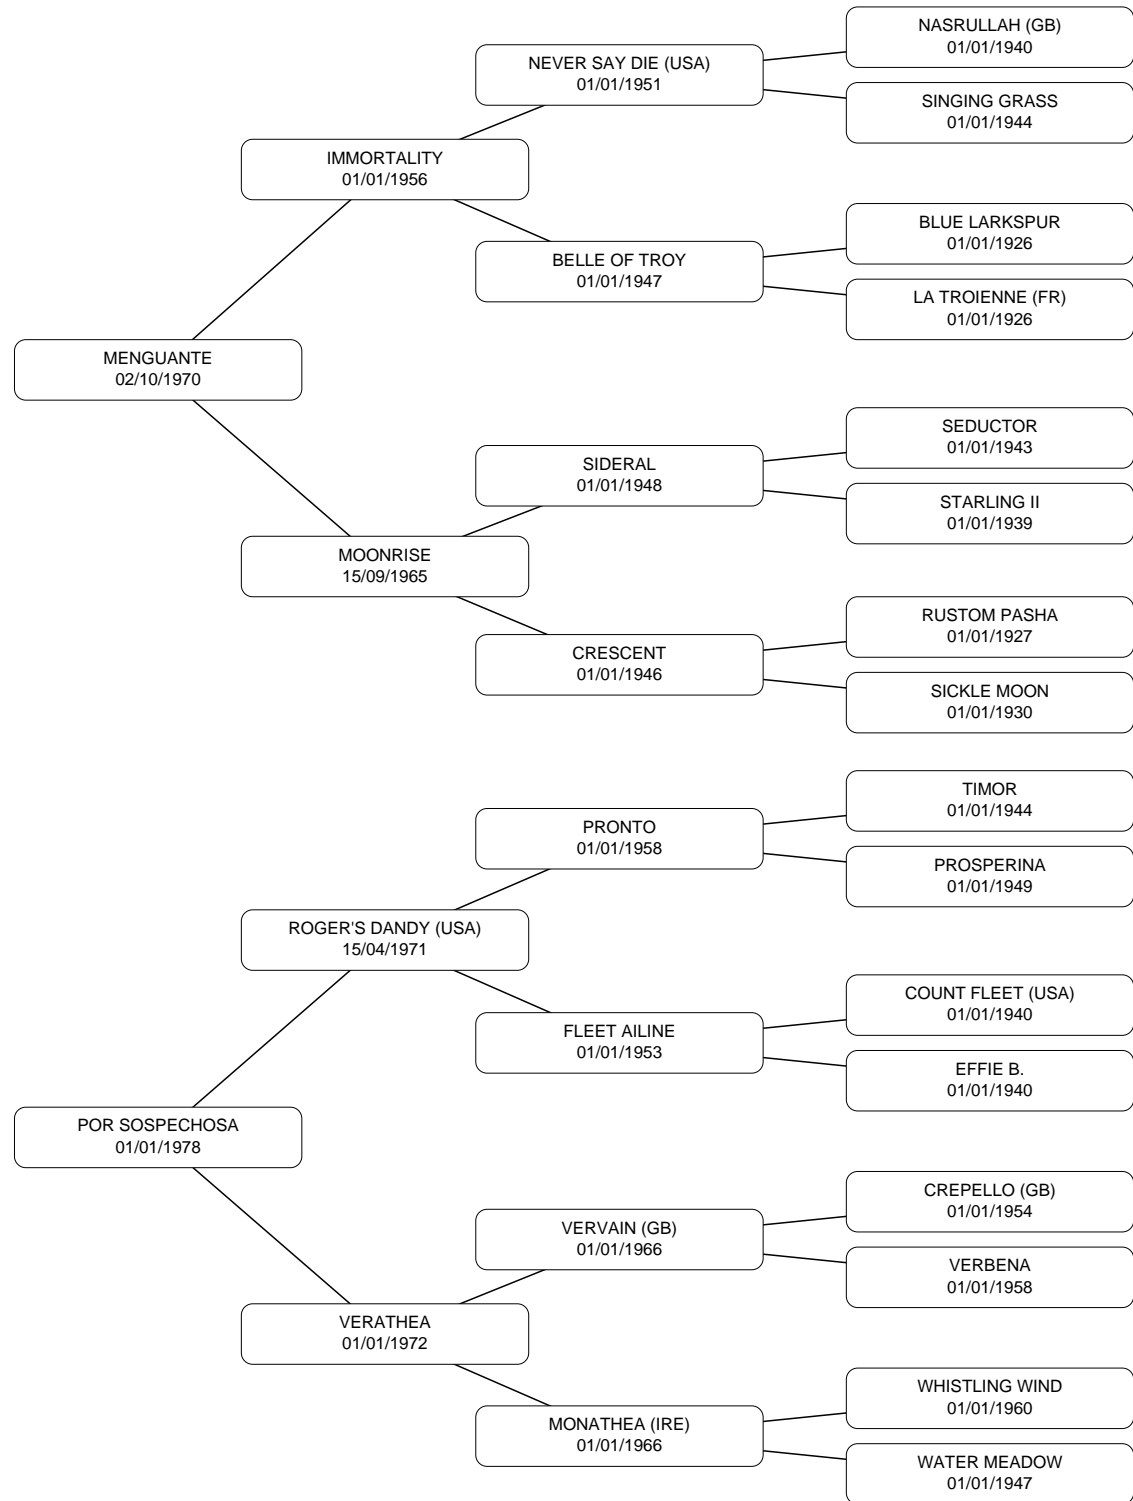 NASRULLAH (GB)
01/01/1940
NEVER SAY DIE (USA)
01/01/1951
SINGING GRASS
01/01/1944
IMMORTALITY
01/01/1956
BLUE LARKSPUR
01/01/1926
BELLE OF TROY
01/01/1947
LA TROIENNE (FR)
01/01/1926
MENGUANTE
02/10/1970
SEDUCTOR
01/01/1943
SIDERAL
01/01/1948
STARLING II
01/01/1939
MOONRISE
15/09/1965
RUSTOM PASHA
01/01/1927
CRESCENT
01/01/1946
SICKLE MOON
01/01/1930
TIMOR
01/01/1944
PRONTO
01/01/1958
PROSPERINA
01/01/1949
ROGER'S DANDY (USA)
15/04/1971
COUNT FLEET (USA)
01/01/1940
FLEET AILINE
01/01/1953
EFFIE B.
01/01/1940
POR SOSPECHOSA
01/01/1978
CREPELLO (GB)
01/01/1954
VERVAIN (GB)
01/01/1966
VERBENA
01/01/1958
VERATHEA
01/01/1972
WHISTLING WIND
01/01/1960
MONATHEA (IRE)
01/01/1966
WATER MEADOW
01/01/1947